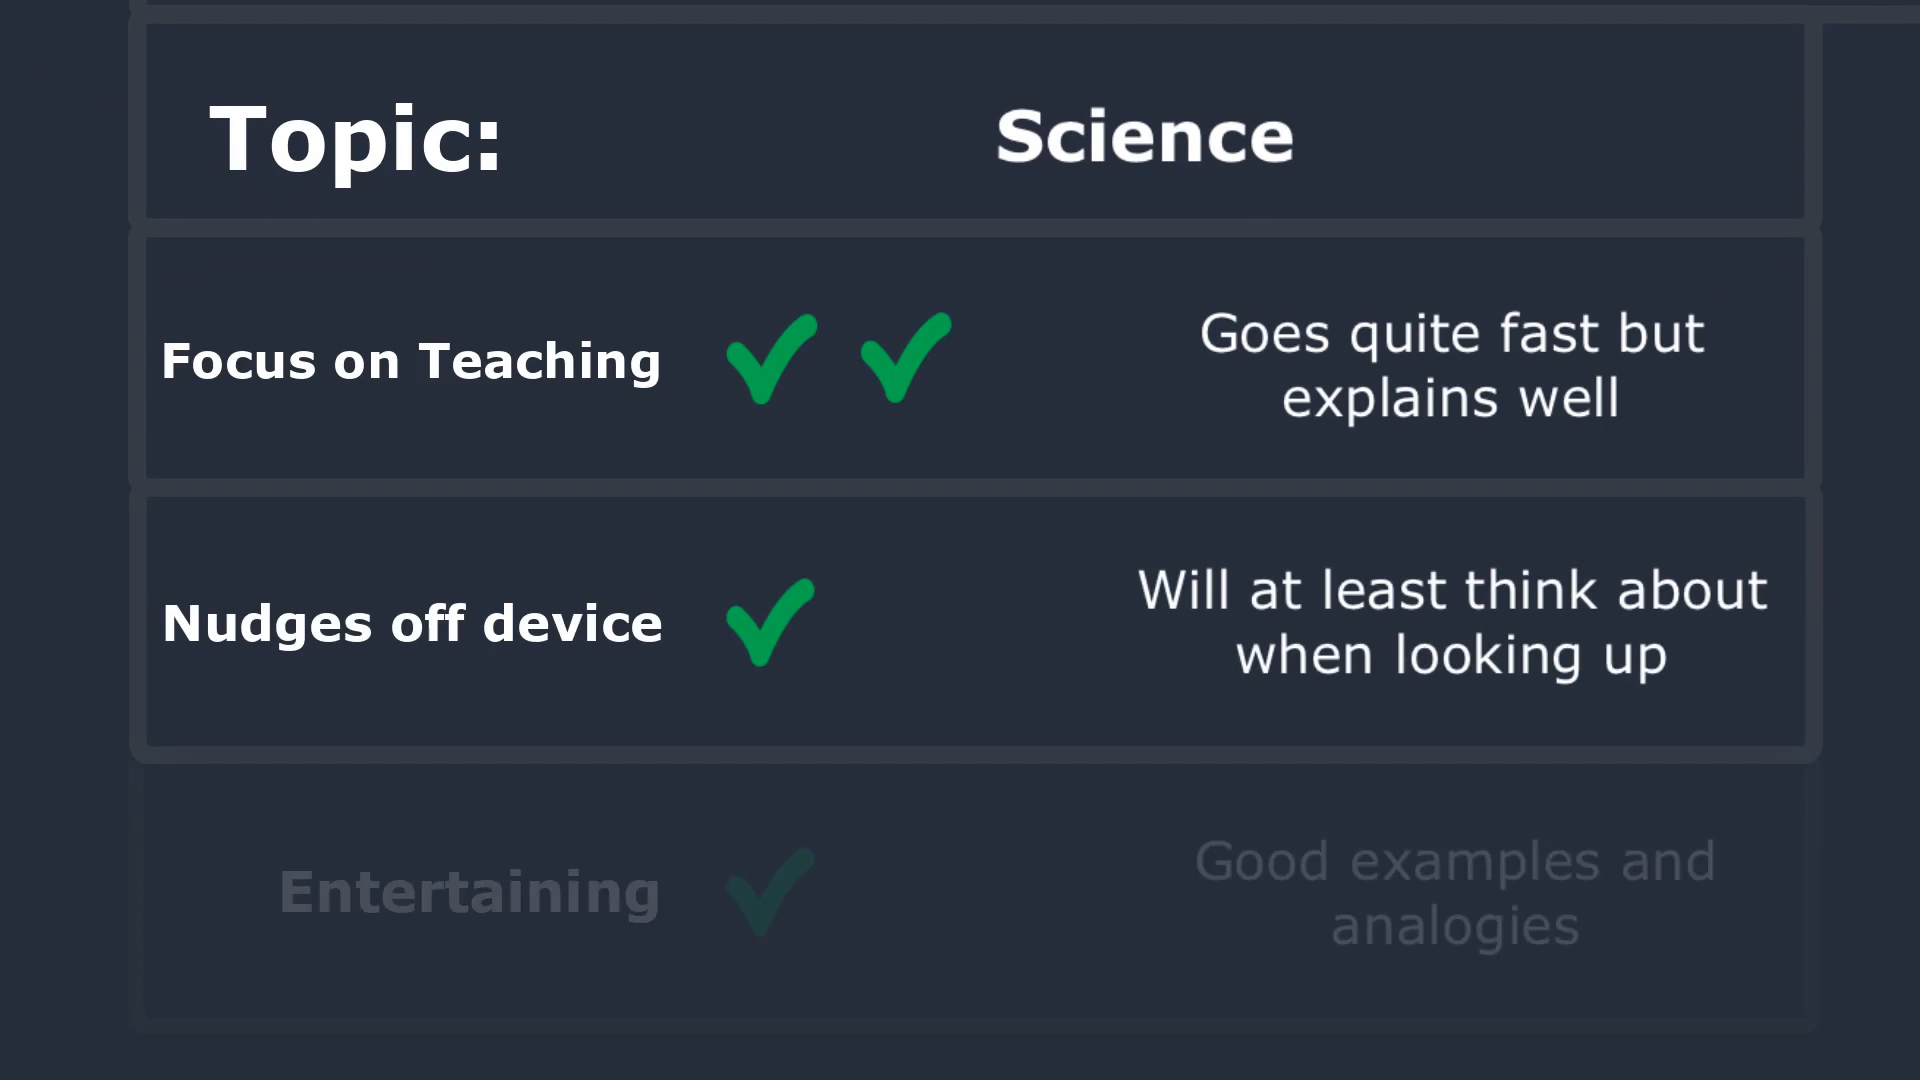 Topic:
Science
Focus on Teaching
Goes quite fast but
explains well
Nudges off device
Will at least think about
when looking up
Entertaining
Good examples and
analogies